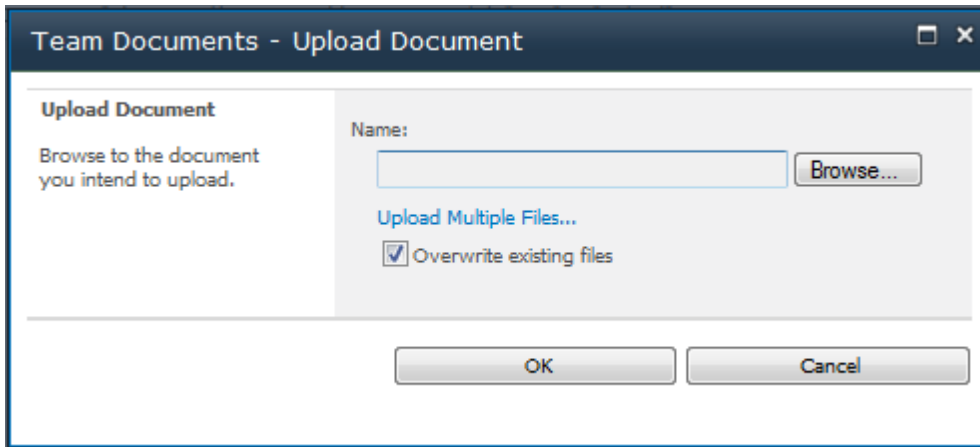 Team Documents - Upload Document
Upload Document
Browse to the document
you intend to upload.
Name:
Browse...
Upload Multiple Files...
Overwrite existing files
OK
Cancel